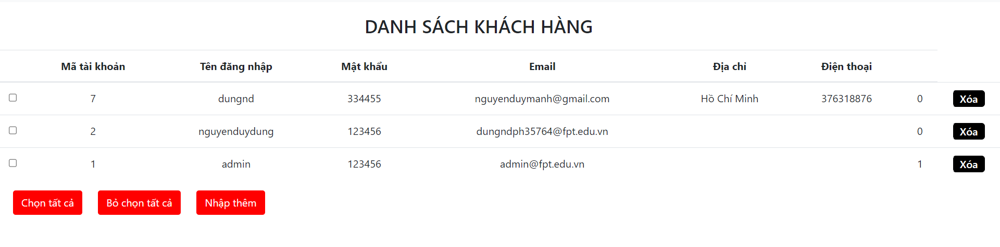 DANH SÁCH KHÁCH HÀNG
Mã tài khoản Tên đăng nhập Mật khẩu Email Địa chỉ Điện thoại
7 dungnd 334455 nguyenduymanh@gmail.com Hồ Chí Minh 376318876 0 Xóa
2 nguyenduydung 123456 dungndph35764@fpt.edu.vn 0 Xóa
1 admin 123456 admin@fpt.edu.vn 1 Xóa
Chọn tất cả Bỏ chọn tất cả Nhập thêm